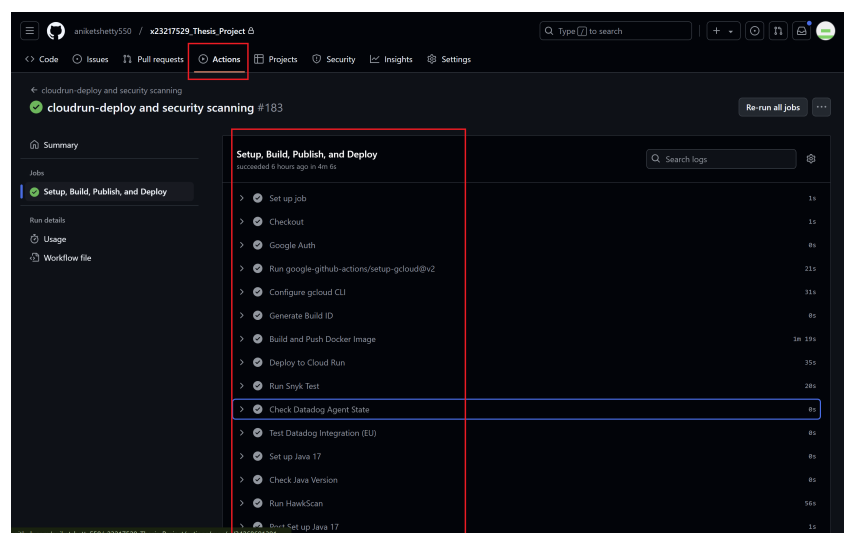 aniketshetty550 / x23217529_Thesis_Project
Type / to search
Code Issues Pull requests Actions Projects Security Insights Settings
cloudrun-deploy and security scanning
cloudrun-deploy and security scanning #183
Re-run all jobs
Summary
Jobs
Setup, Build, Publish, and Deploy
Run details
Usage
Workflow file
Setup, Build, Publish, and Deploy
succeeded 6 hours ago in 4m 6s
Search logs
Set up job 1s
Checkout 1s
Google Auth 0s
Run google-github-actions/setup-gcloud@v2 21s
Configure gcloud CLI 31s
Generate Build ID 0s
Build and Push Docker Image 1m 19s
Deploy to Cloud Run 35s
Run Snyk Test 20s
Check Datadog Agent State 0s
Test Datadog Integration (EU) 0s
Set up Java 17 0s
Check Java Version 0s
Run HawkScan 56s
Post Set up Java 17 1s